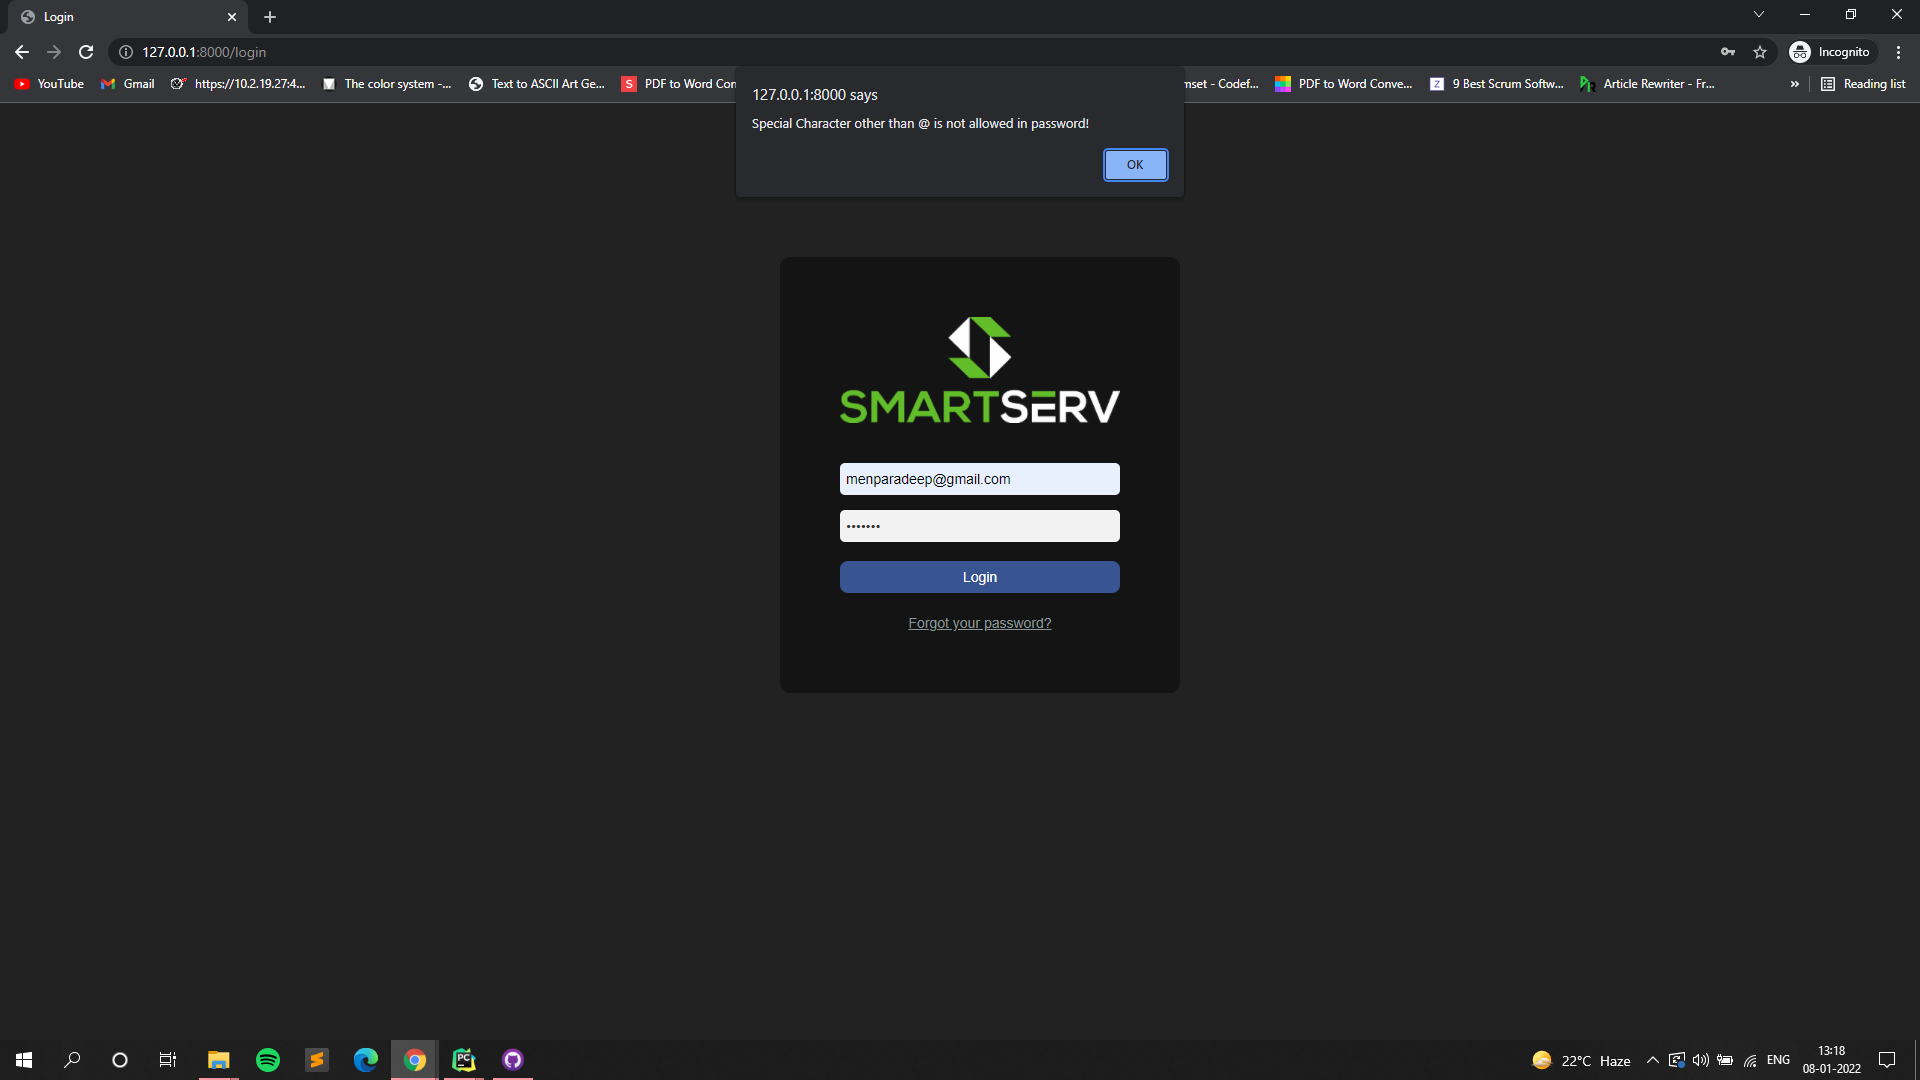 Login
127.0.0.1:8000/login
Incognito
YouTube
Gmail
https://10.2.19.27:4...
The color system -...
Text to ASCII Art Ge...
PDF to Word Con
mset - Codef...
PDF to Word Conve...
9 Best Scrum Softw...
Article Rewriter - Fr...
»
Reading list
127.0.0.1:8000 says
Special Character other than @ is not allowed in password!
OK
SMARTSERV
menparadeep@gmail.com
•••••••
Login
Forgot your password?
22°C Haze
ENG
13:18
08-01-2022